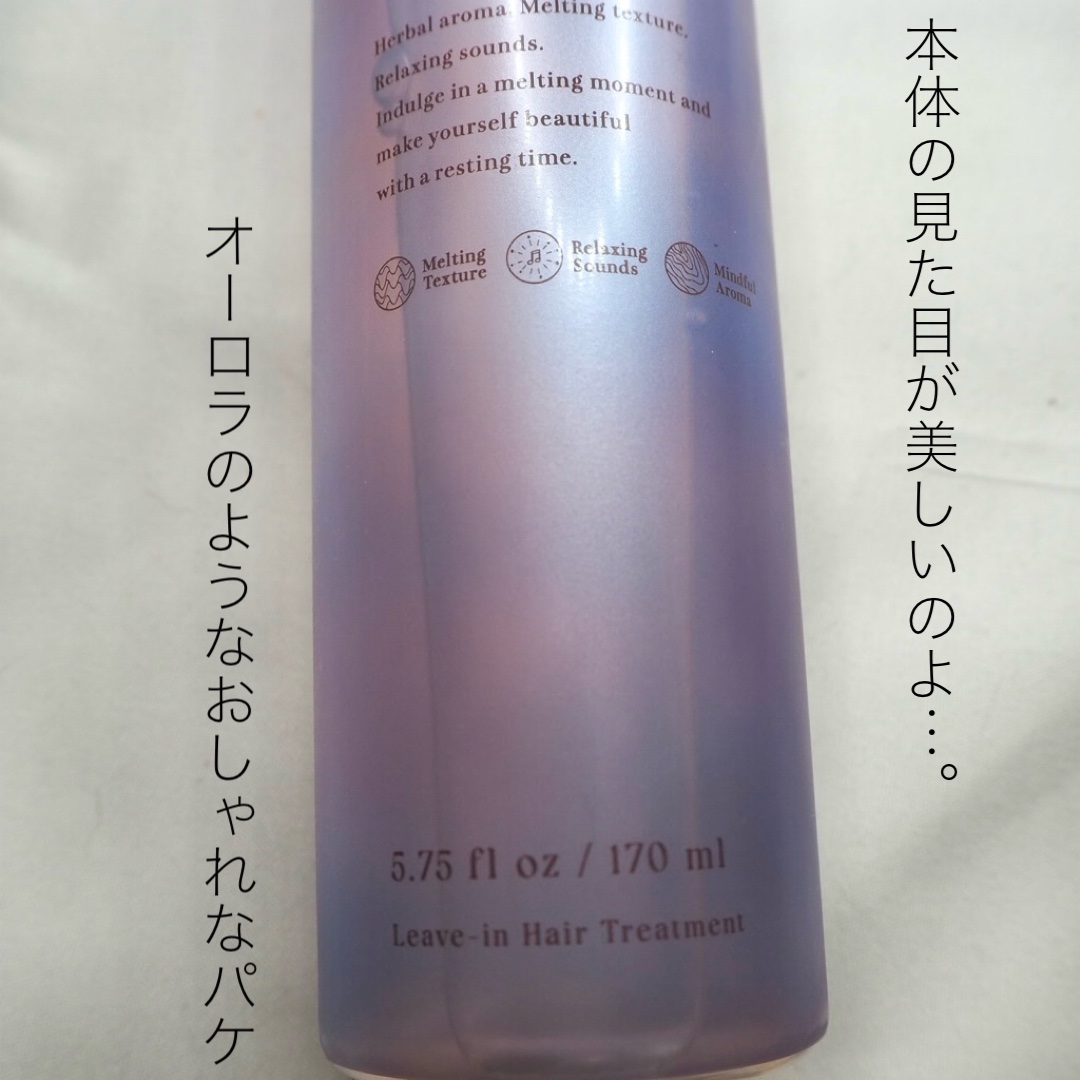 本体の見た目が美しいのよ…。
オーロラのようなおしゃれなパケ
Herbal aroma. Melting texture.
Relaxing sounds.
Indulge in a melting moment and
make yourself beautiful
with a resting time.
Melting
Texture
Relaxing
Sounds
Mindful
Aroma
5.75 fl oz / 170 ml
Leave-in Hair Treatment